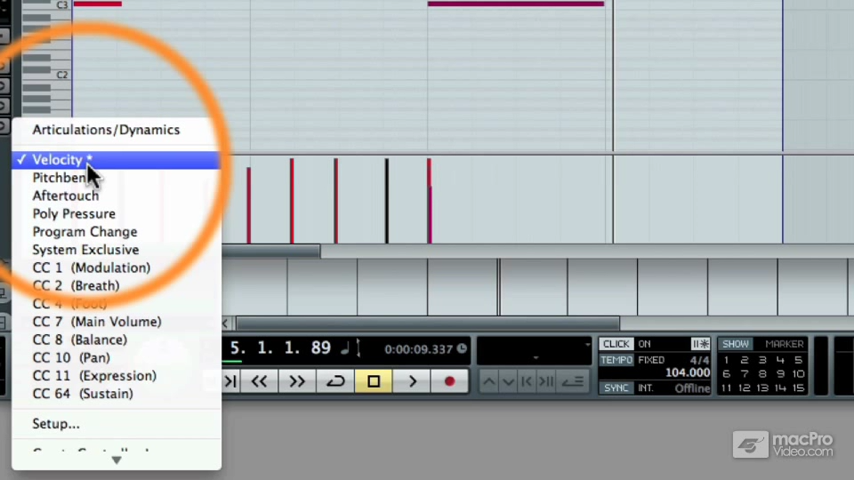 C3
C2
Articulations/Dynamics
✓ Velocity *
Pitchben
Aftertouch
Poly Pressure
Program Change
System Exclusive
CC 1 (Modulation)
CC 2 (Breath)
CC 4 (Foot)
CC 7 (Main Volume)
CC 8 (Balance)
CC 10 (Pan)
CC 11 (Expression)
CC 64 (Sustain)
Setup...
5. 1. 1. 89
0:00:09.337
CLICK ON
TEMPO FIXED 4/4
104.000
SYNC INT. Offline
SHOW MARKER
1 2 3 4 5
6 7 8 9 10
11 12 13 14 15
macPro
Video.com